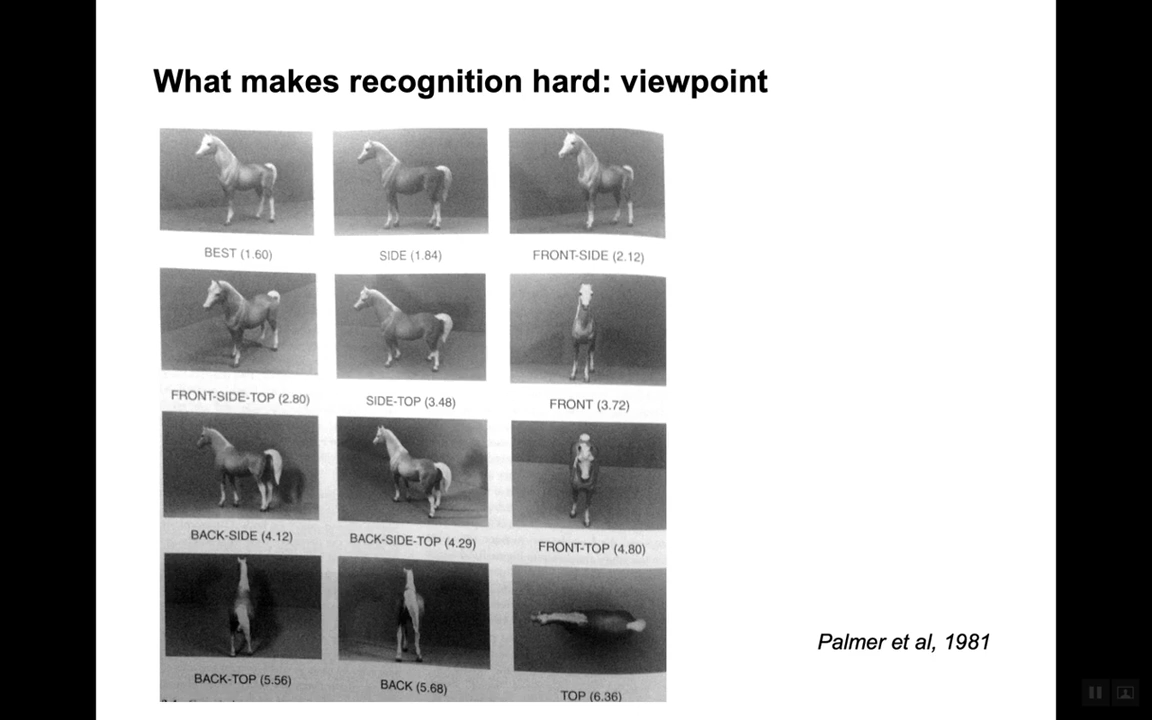 What makes recognition hard: viewpoint
BEST (1.60)
SIDE (1.84)
FRONT-SIDE (2.12)
FRONT-SIDE-TOP (2.80)
SIDE-TOP (3.48)
FRONT (3.72)
BACK-SIDE (4.12)
BACK-SIDE-TOP (4.29)
FRONT-TOP (4.80)
BACK-TOP (5.56)
BACK (5.68)
TOP (6.36)
Palmer et al, 1981